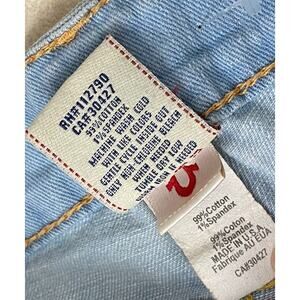 RN#112790
CA#30427
99%COTTON
1%SPANDEX
MACHINE WASH COLD
WITH LIKE COLORS
GENTLE CYCLE INSIDE OUT
ONLY NON-CHLORINE BLEACH
WHEN NEEDED
TUMBLE DRY LOW
IRON IF NEEDED
99%Cotton
1%Spandex
99%Coton
1%Spandex
MADE IN U.S.A
Fabriqué AU EUA
CA#30427